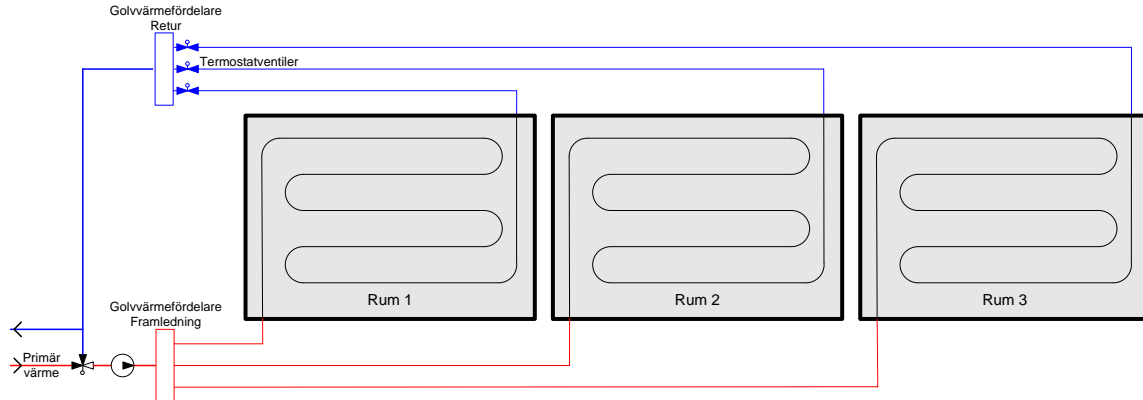 Golvvärmefördelare
Retur
Termostatventiler
Rum 1
Rum 2
Rum 3
Golvvärmefördelare
Framledning
Primär
värme